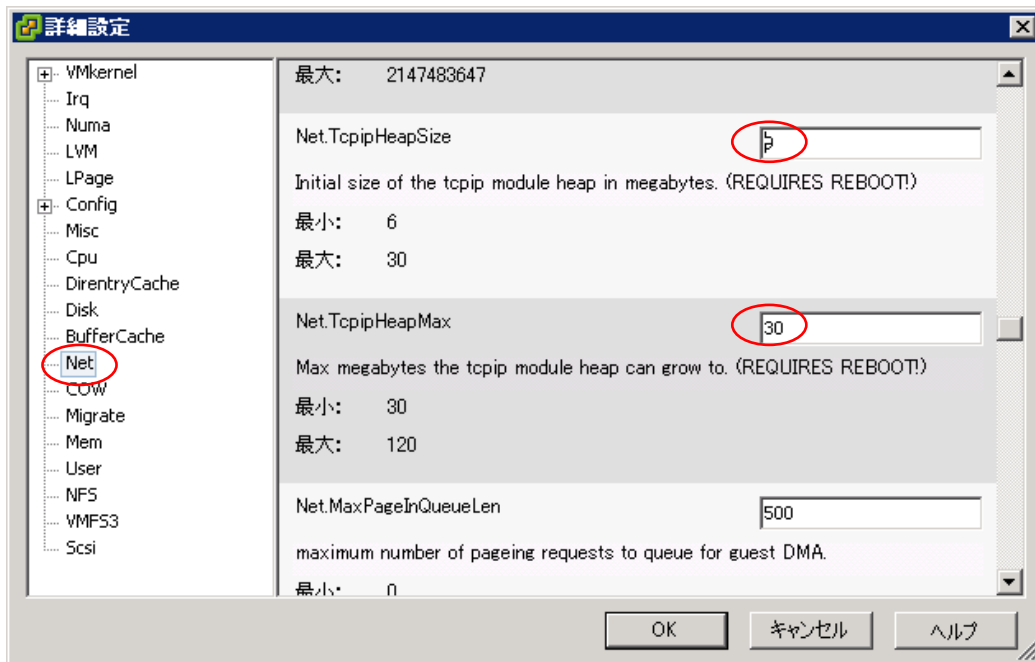 詳細設定
VMkernel
Irq
Numa
LVM
LPage
Config
Misc
Cpu
DirentryCache
Disk
BufferCache
Net
COW
Migrate
Mem
User
NFS
VMFS3
Scsi
最大: 2147483647
Net.TcpipHeapSize
Initial size of the tcpip module heap in megabytes. (REQUIRES REBOOT!)
最小: 6
最大: 30
Net.TcpipHeapMax 30
Max megabytes the tcpip module heap can grow to. (REQUIRES REBOOT!)
最小: 30
最大: 120
Net.MaxPageInQueueLen 500
maximum number of pageing requests to queue for guest DMA.
最小: 0
OK キャンセル ヘルプ